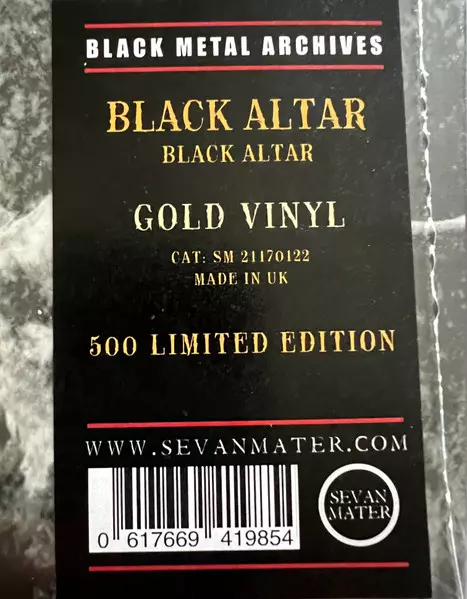 BLACK METAL ARCHIVES
BLACK ALTAR
BLACK ALTAR
GOLD VINYL
CAT: SM 21170122
MADE IN UK
500 LIMITED EDITION
WWW.SEVANMATER.COM
SEVAN
MATER
0 617669 419854